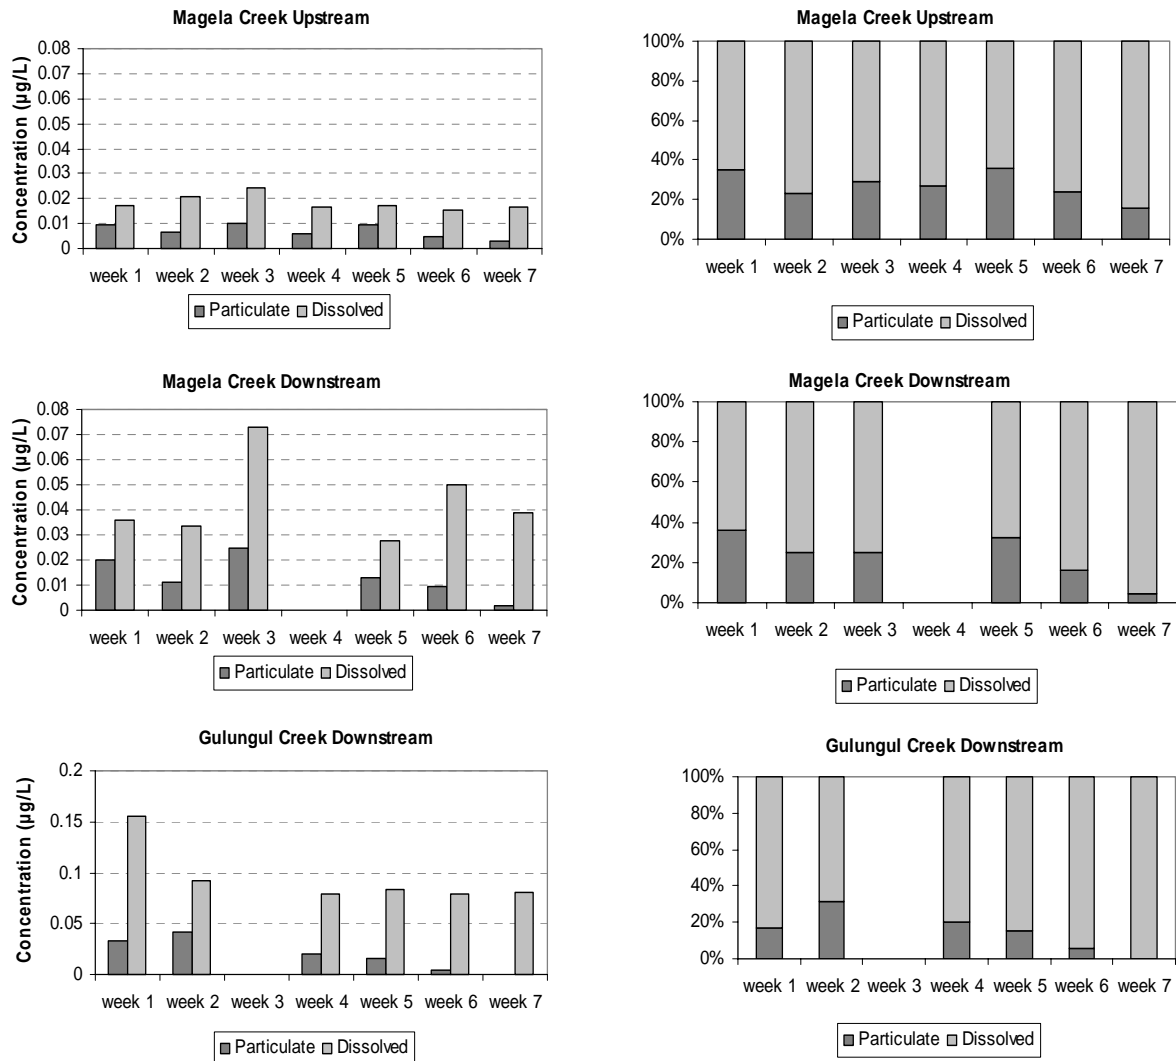 Magela Creek Upstream
Concentration (µg/L)
0.08
0.07
0.06
0.05
0.04
0.03
0.02
0.01
0
week 1 week 2 week 3 week 4 week 5 week 6 week 7
Particulate Dissolved
Magela Creek Upstream
100%
80%
60%
40%
20%
0%
week 1 week 2 week 3 week 4 week 5 week 6 week 7
Particulate Dissolved
Magela Creek Downstream
Concentration (µg/L)
0.08
0.07
0.06
0.05
0.04
0.03
0.02
0.01
0
week 1 week 2 week 3 week 4 week 5 week 6 week 7
Particulate Dissolved
Magela Creek Downstream
100%
80%
60%
40%
20%
0%
week 1 week 2 week 3 week 4 week 5 week 6 week 7
Particulate Dissolved
Gulungul Creek Downstream
Concentration (µg/L)
0.2
0.15
0.1
0.05
0
week 1 week 2 week 3 week 4 week 5 week 6 week 7
Particulate Dissolved
Gulungul Creek Downstream
100%
80%
60%
40%
20%
0%
week 1 week 2 week 3 week 4 week 5 week 6 week 7
Particulate Dissolved